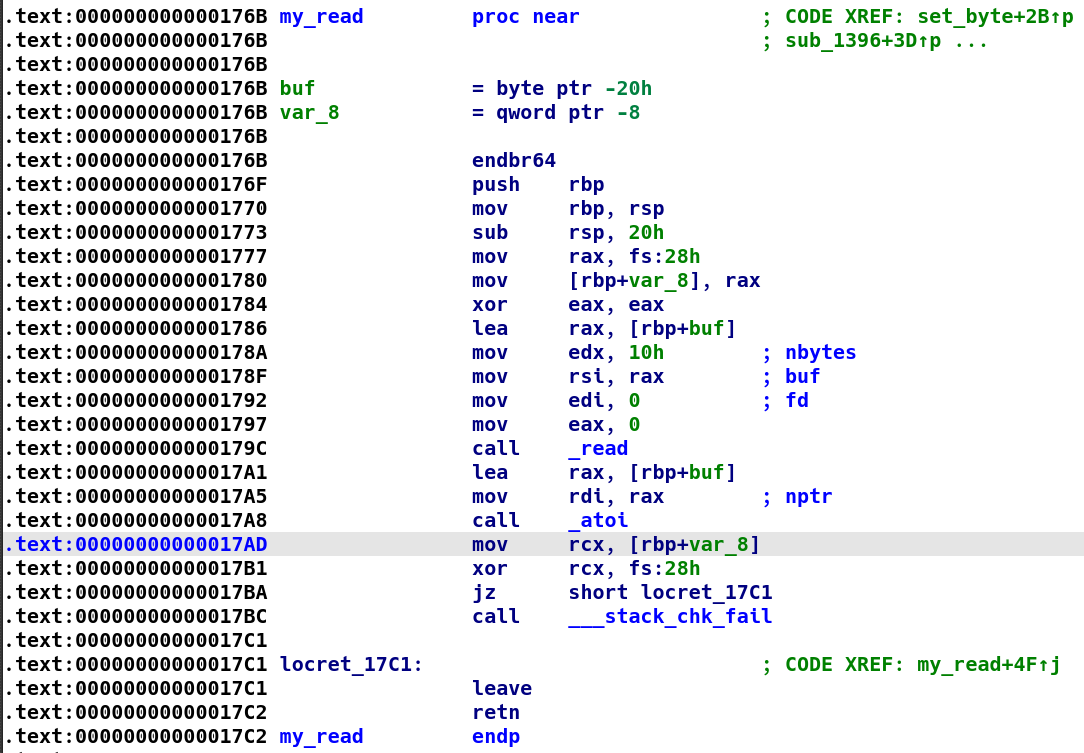 .text:000000000000176B my_read         proc near               ; CODE XREF: set_byte+2B↑p
.text:000000000000176B                                         ; sub_1396+3D↑p ...
.text:000000000000176B
.text:000000000000176B buf             = byte ptr -20h
.text:000000000000176B var_8           = qword ptr -8
.text:000000000000176B
.text:000000000000176B                 endbr64
.text:000000000000176F                 push    rbp
.text:0000000000001770                 mov     rbp, rsp
.text:0000000000001773                 sub     rsp, 20h
.text:0000000000001777                 mov     rax, fs:28h
.text:0000000000001780                 mov     [rbp+var_8], rax
.text:0000000000001784                 xor     eax, eax
.text:0000000000001786                 lea     rax, [rbp+buf]
.text:000000000000178A                 mov     edx, 10h        ; nbytes
.text:000000000000178F                 mov     rsi, rax        ; buf
.text:0000000000001792                 mov     edi, 0          ; fd
.text:0000000000001797                 mov     eax, 0
.text:000000000000179C                 call    _read
.text:00000000000017A1                 lea     rax, [rbp+buf]
.text:00000000000017A5                 mov     rdi, rax        ; nptr
.text:00000000000017A8                 call    _atoi
.text:00000000000017AD                 mov     rcx, [rbp+var_8]
.text:00000000000017B1                 xor     rcx, fs:28h
.text:00000000000017BA                 jz      short locret_17C1
.text:00000000000017BC                 call    ___stack_chk_fail
.text:00000000000017C1
.text:00000000000017C1 locret_17C1:                            ; CODE XREF: my_read+4F↑j
.text:00000000000017C1                 leave
.text:00000000000017C2                 retn
.text:00000000000017C2 my_read         endp